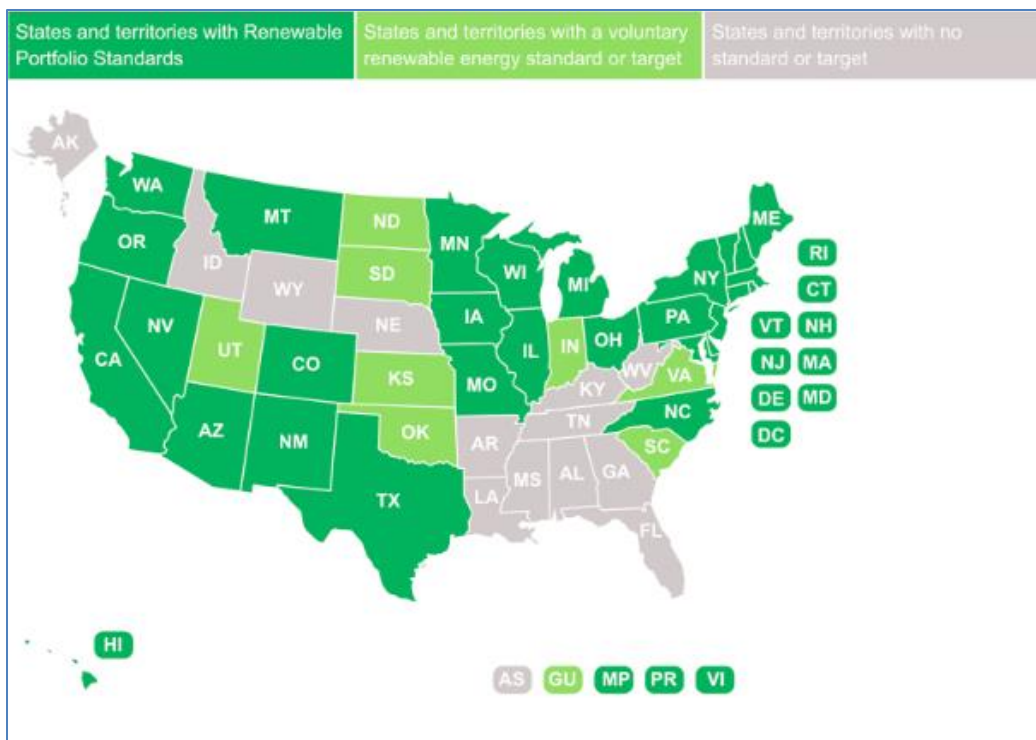 States and territories with Renewable
Portfolio Standards
States and territories with a voluntary
renewable energy standard or target
States and territories with no
standard or target
AK
WA
MT
ND
MN
ME
OR
ID
SD
WI
MI
NY
RI
WY
CT
NV
NE
IA
PA
VT
NH
CA
UT
CO
IL
IN
OH
NJ
MA
KS
MO
WV
VA
KY
DE
MD
AZ
NM
OK
AR
TN
NC
DC
SC
TX
LA
MS
AL
GA
FL
HI
AS
GU
MP
PR
VI